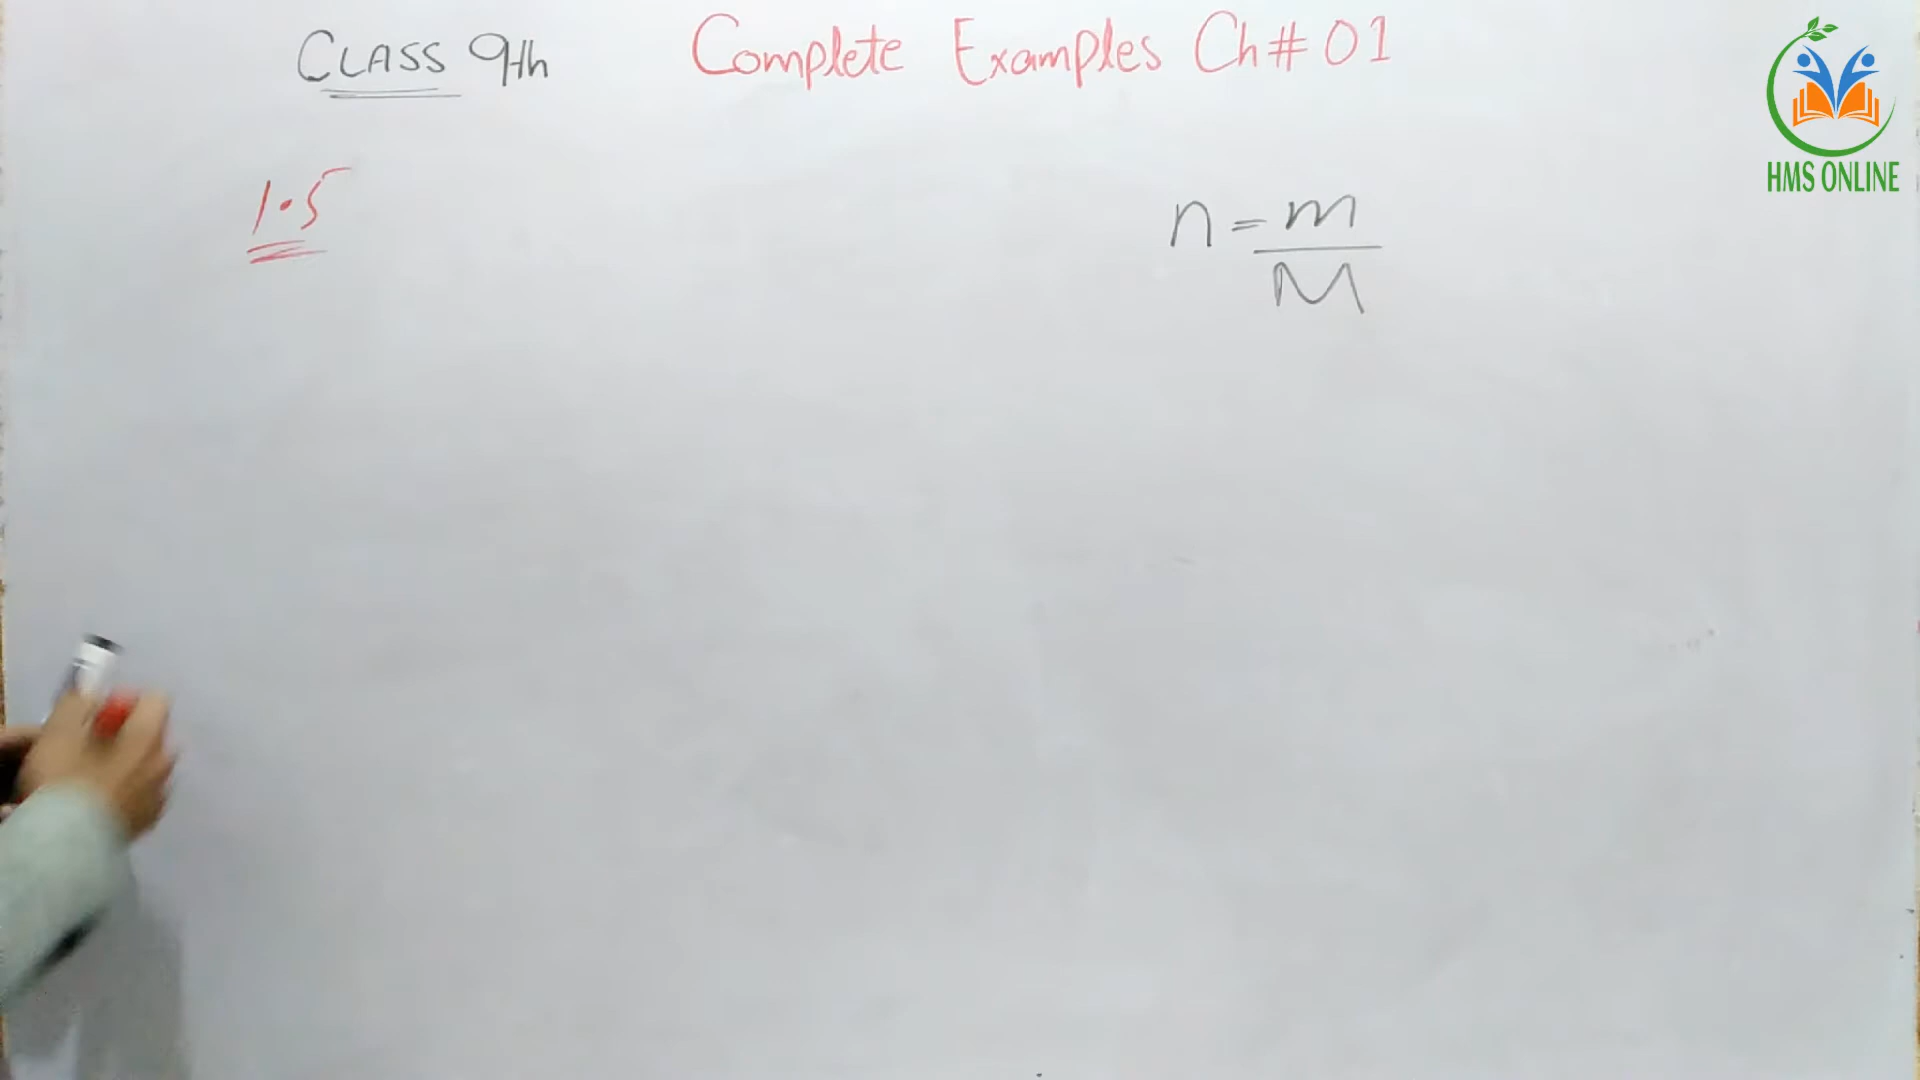 CLASS 9th Complete Examples Ch# 01
HMS ONLINE
1.5
n = m
M